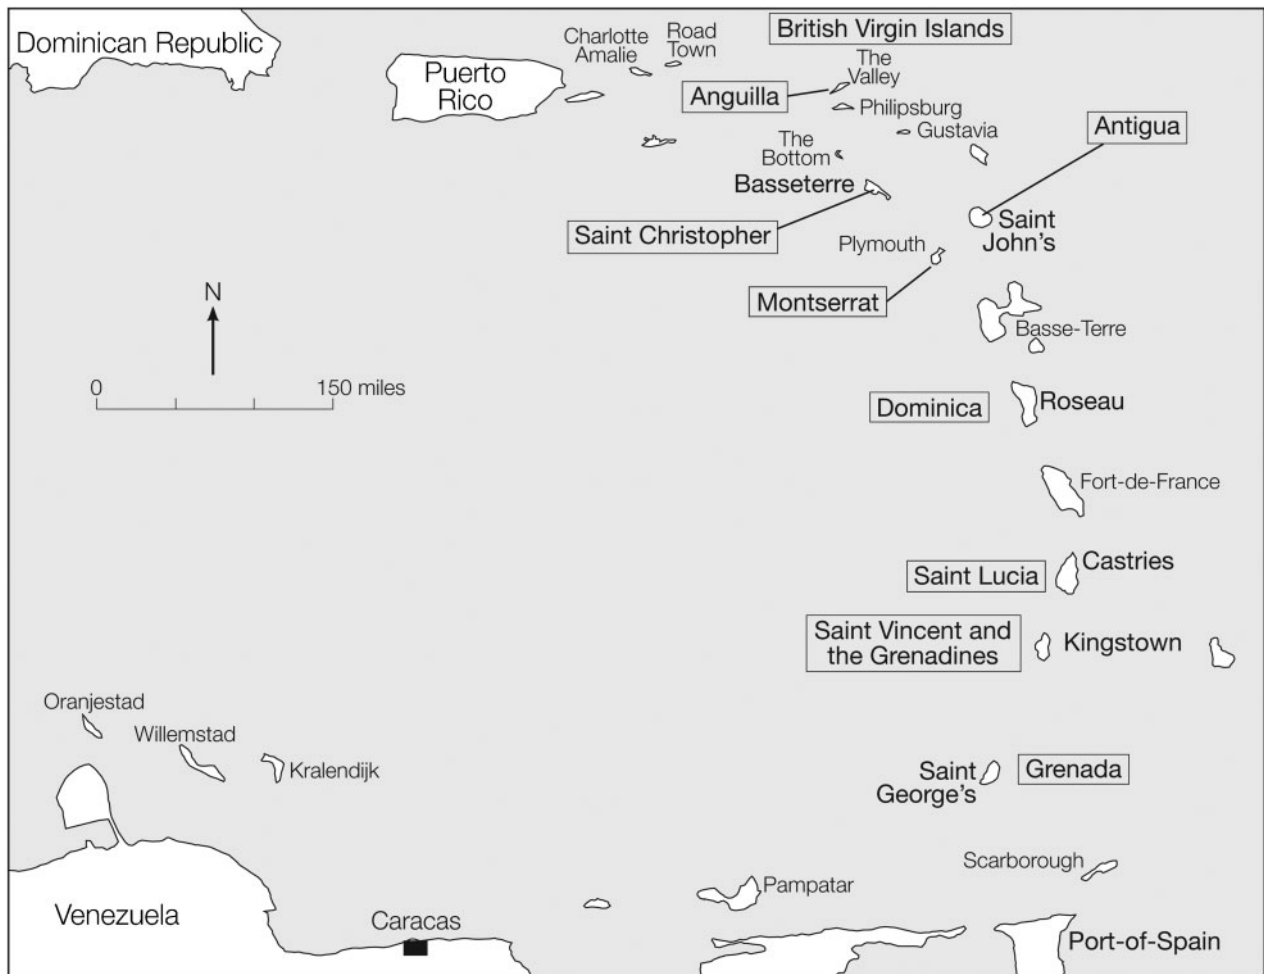 British Virgin Islands
Charlotte
Amalie
Road
Town
Dominican Republic
The
Valley
Puerto
Rico
Anguilla
Philipsburg
Antigua
Gustavia
The
Bottom
Basseterre
Saint Christopher
Saint
John's
Plymouth
N
Montserrat
Basse-Terre
0
150 miles
Dominica
Roseau
Fort-de-France
Castries
Saint Lucia
Saint Vincent and
the Grenadines
Kingstown
Oranjestad
Willemstad
Kralendijk
Saint
George's
Grenada
Scarborough
Pampatar
Venezuela
Caracas
Port-of-Spain